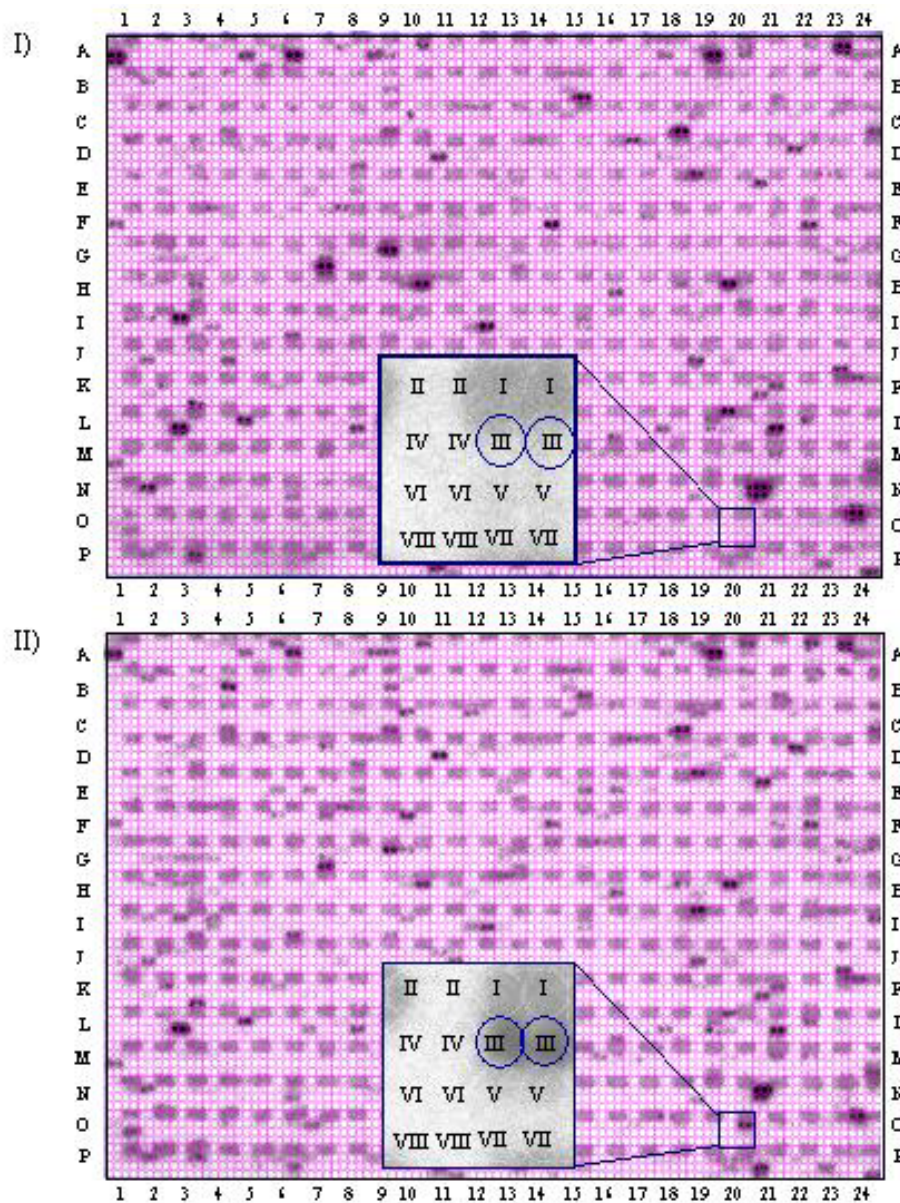 I)
1 2 3 4 5 6 7 8 9 10 11 12 13 14 15 16 17 18 19 20 21 22 23 24
A A
B B
C C
D D
E E
F F
G G
H
I I
J
K
L
M M
N N
O
P
II II I I
IV IV III III
VI VI V V
VIII VIII VII VII
1 2 3 4 5 6 7 8 9 10 11 12 13 14 15 16 17 18 19 20 21 22 23 24
II)
1 2 3 4 5 6 7 8 9 10 11 12 13 14 15 16 17 18 19 20 21 22 23 24
A A
B B
C C
D D
E E
F F
G G
H
I I
J
K
L
M M
N N
O
P
II II I I
IV IV III III
VI VI V V
VIII VIII VII VII
1 2 3 4 5 6 7 8 9 10 11 12 13 14 15 16 17 18 19 20 21 22 23 24